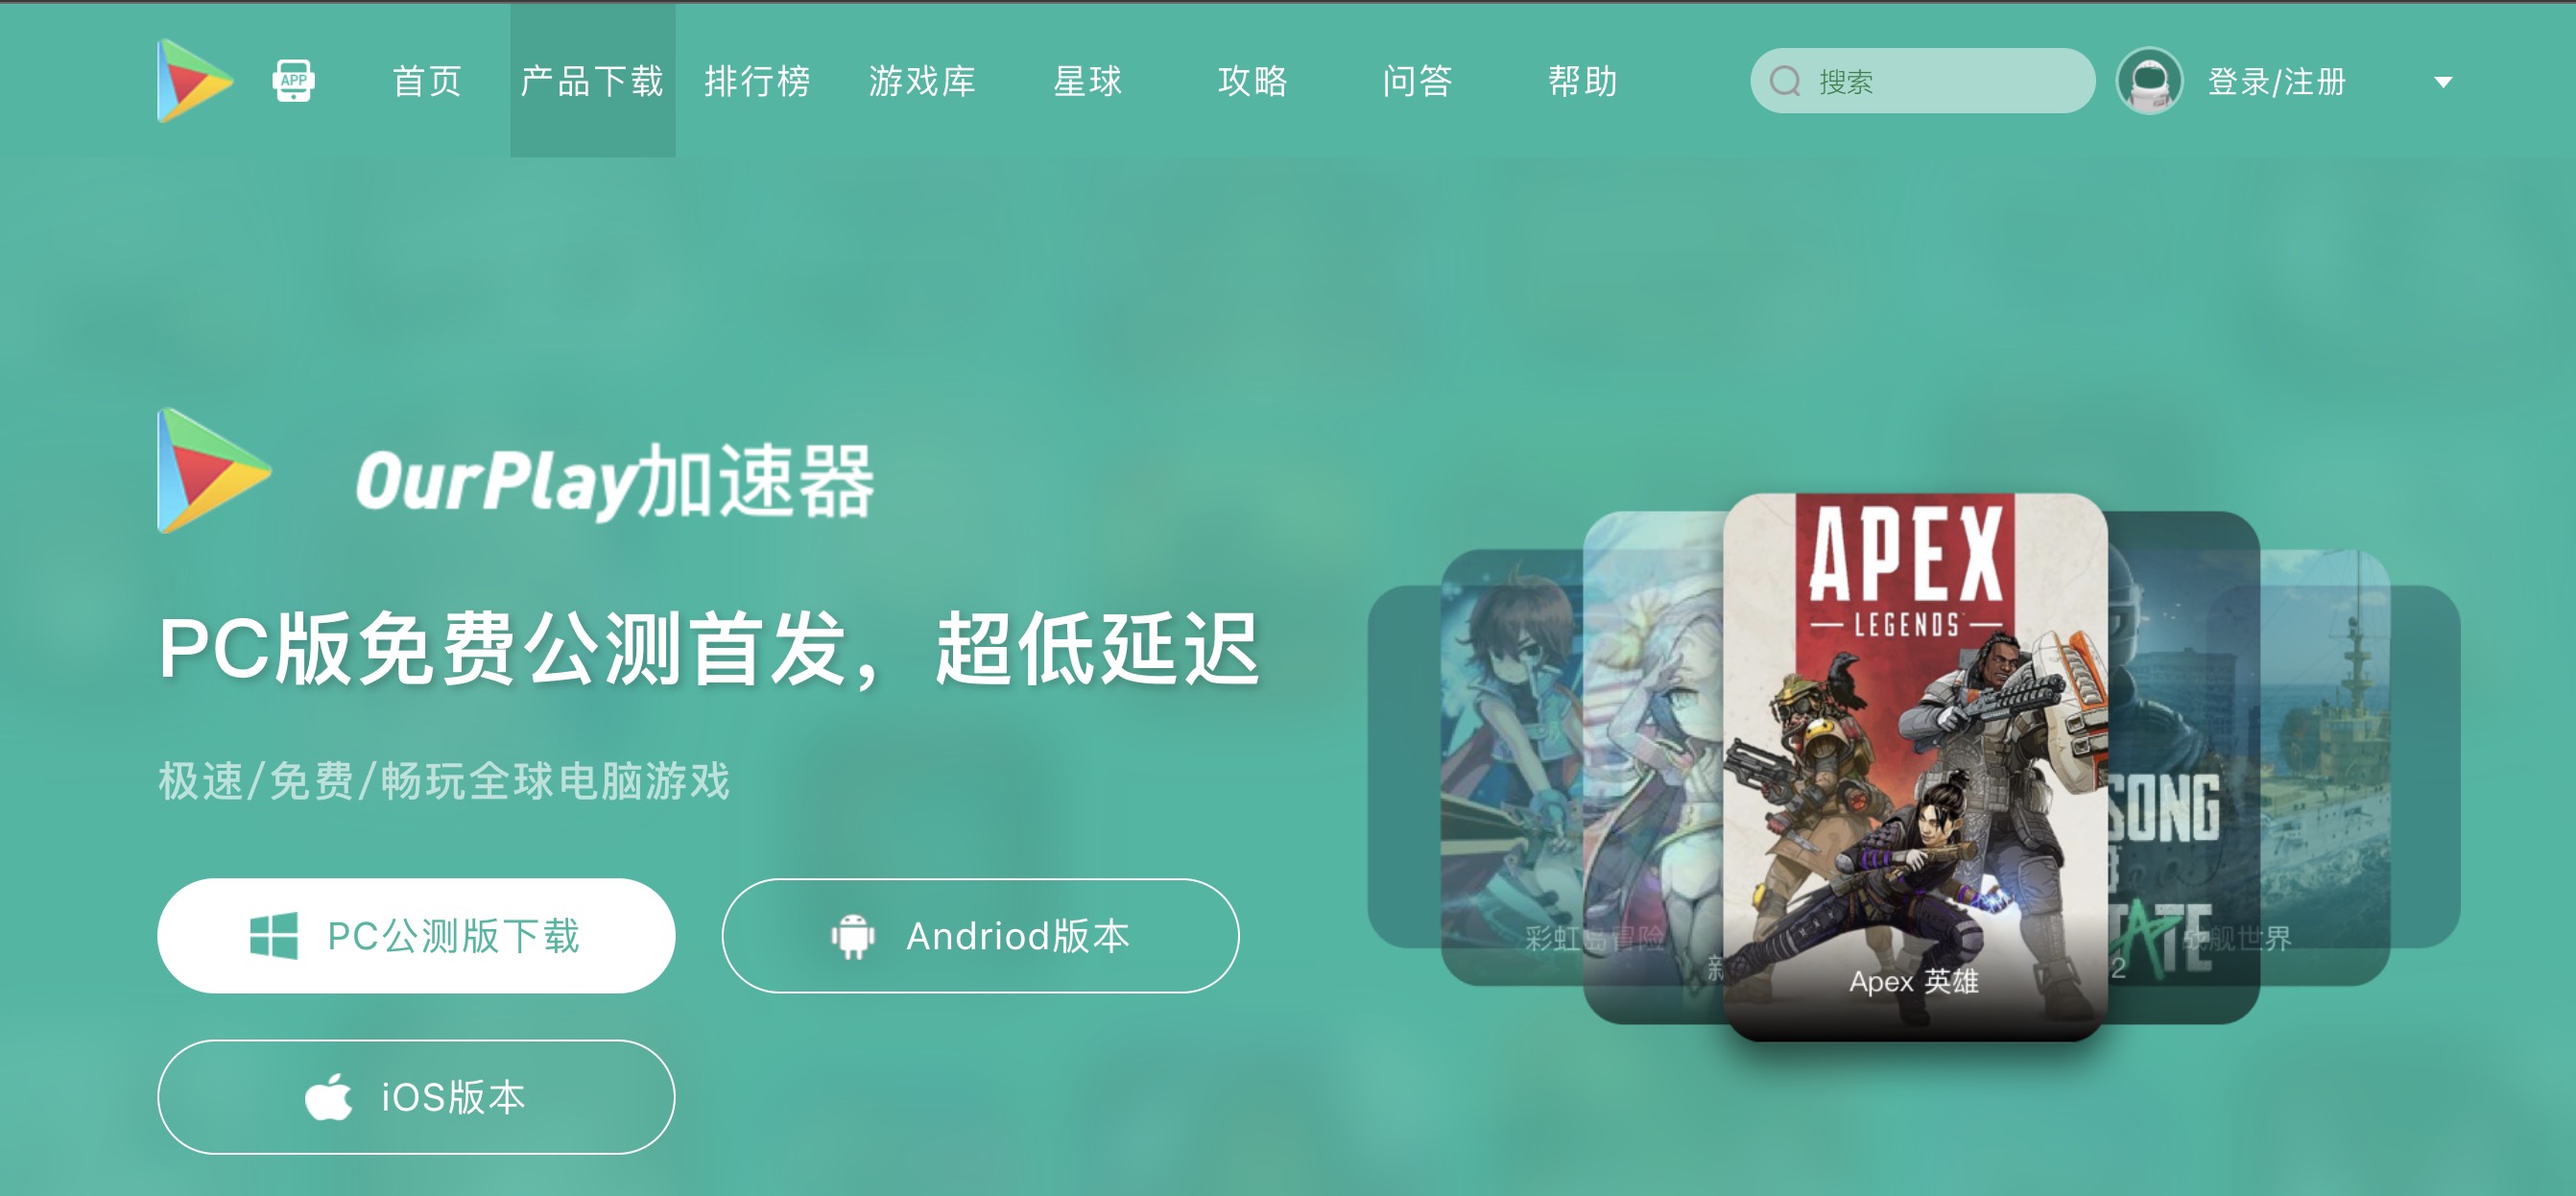 APP
首页
产品下载
排行榜
游戏库
星球
攻略
问答
帮助
搜索
登录/注册
OurPlay加速器
PC版免费公测首发，超低延迟
极速/免费/畅玩全球电脑游戏
PC公测版下载
Andriod版本
iOS版本
APEX
LEGENDS
彩虹岛冒险
新
Apex 英雄
2
战舰世界